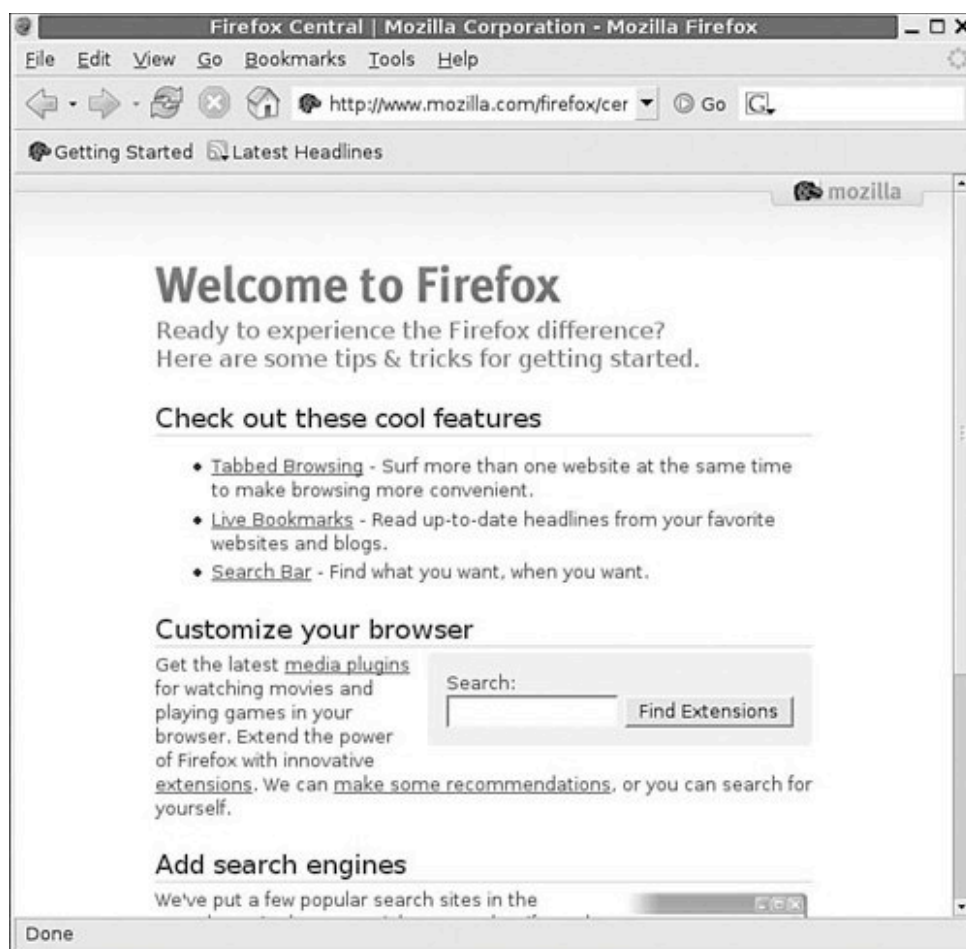 Firefox Central | Mozilla Corporation - Mozilla Firefox
File Edit View Go Bookmarks Tools Help
http://www.mozilla.com/firefox/cer Go G
Getting Started Latest Headlines
mozilla
Welcome to Firefox
Ready to experience the Firefox difference?
Here are some tips & tricks for getting started.
Check out these cool features
Tabbed Browsing - Surf more than one website at the same time
to make browsing more convenient.
Live Bookmarks - Read up-to-date headlines from your favorite
websites and blogs.
Search Bar - Find what you want, when you want.
Customize your browser
Get the latest media plugins
for watching movies and
playing games in your
browser. Extend the power
of Firefox with innovative
extensions. We can make some recommendations, or you can search for
yourself.
Search:
Find Extensions
Add search engines
We've put a few popular search sites in the
Done